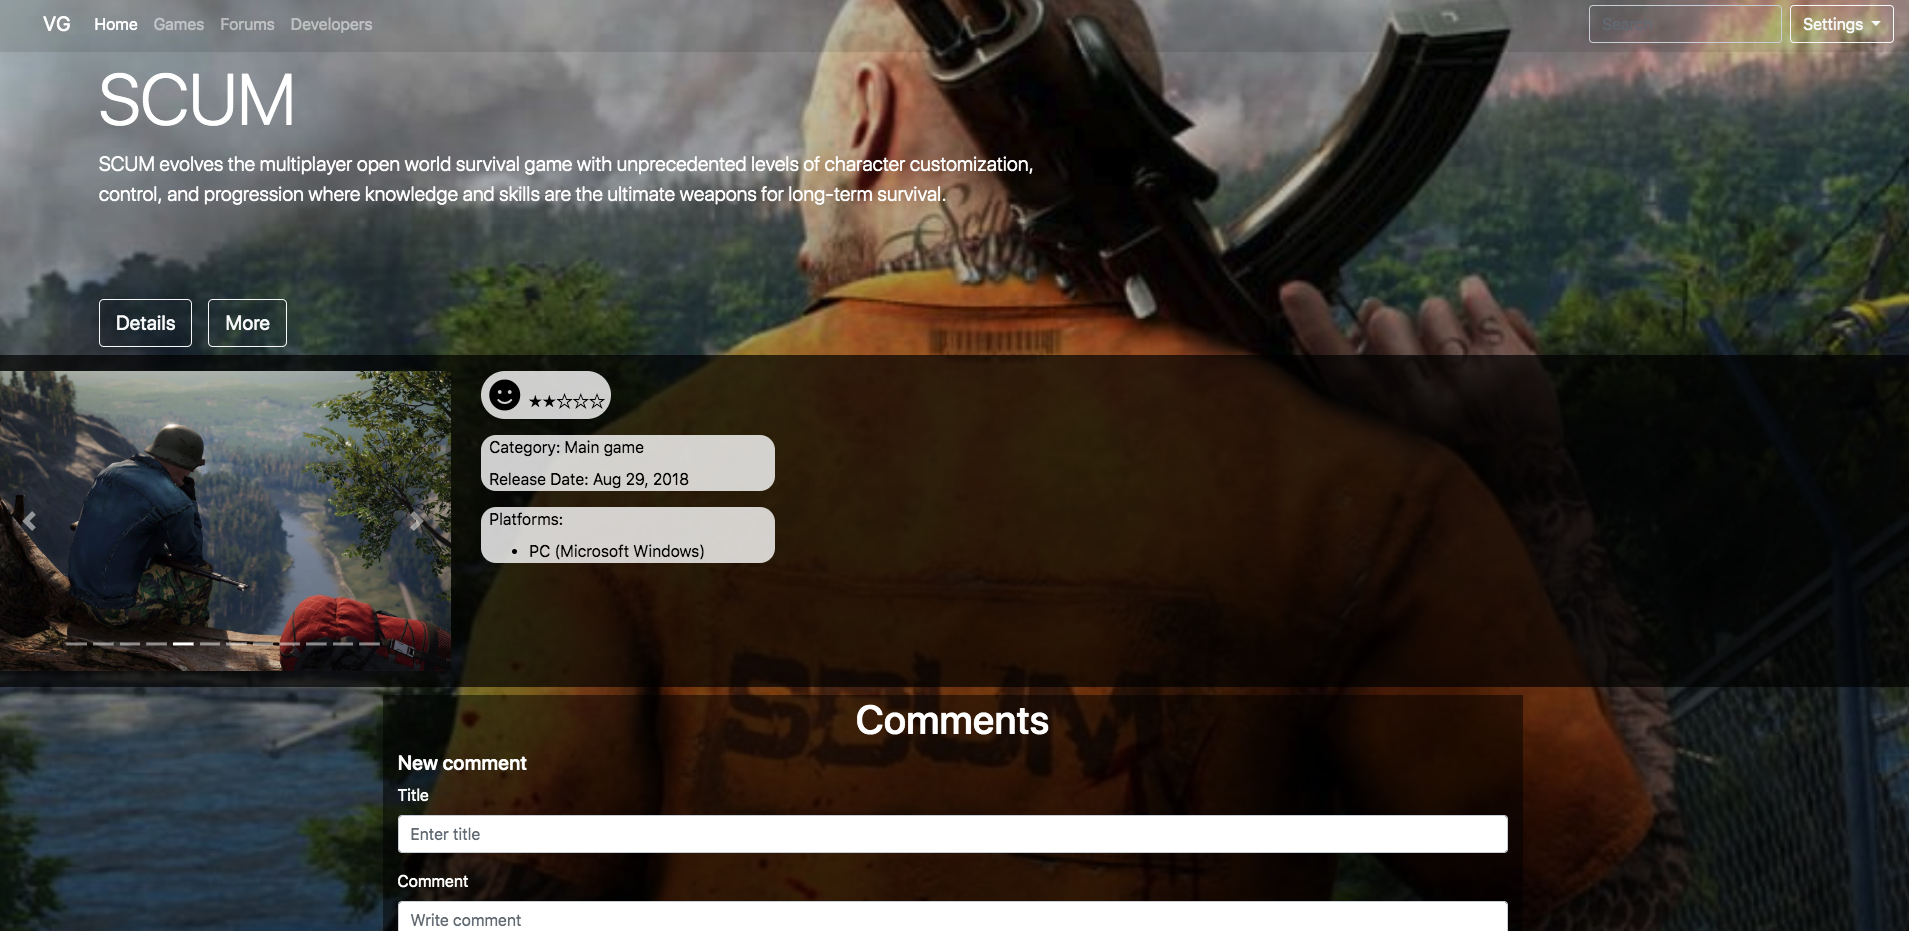 VG Home Games Forums Developers Settings
SCUM
SCUM evolves the multiplayer open world survival game with unprecedented levels of character customization,
control, and progression where knowledge and skills are the ultimate weapons for long-term survival.
Details More
★★☆☆☆
Category: Main game
Release Date: Aug 29, 2018
Platforms:
• PC (Microsoft Windows)
SCUM
Comments
New comment
Title
Enter title
Comment
Write comment